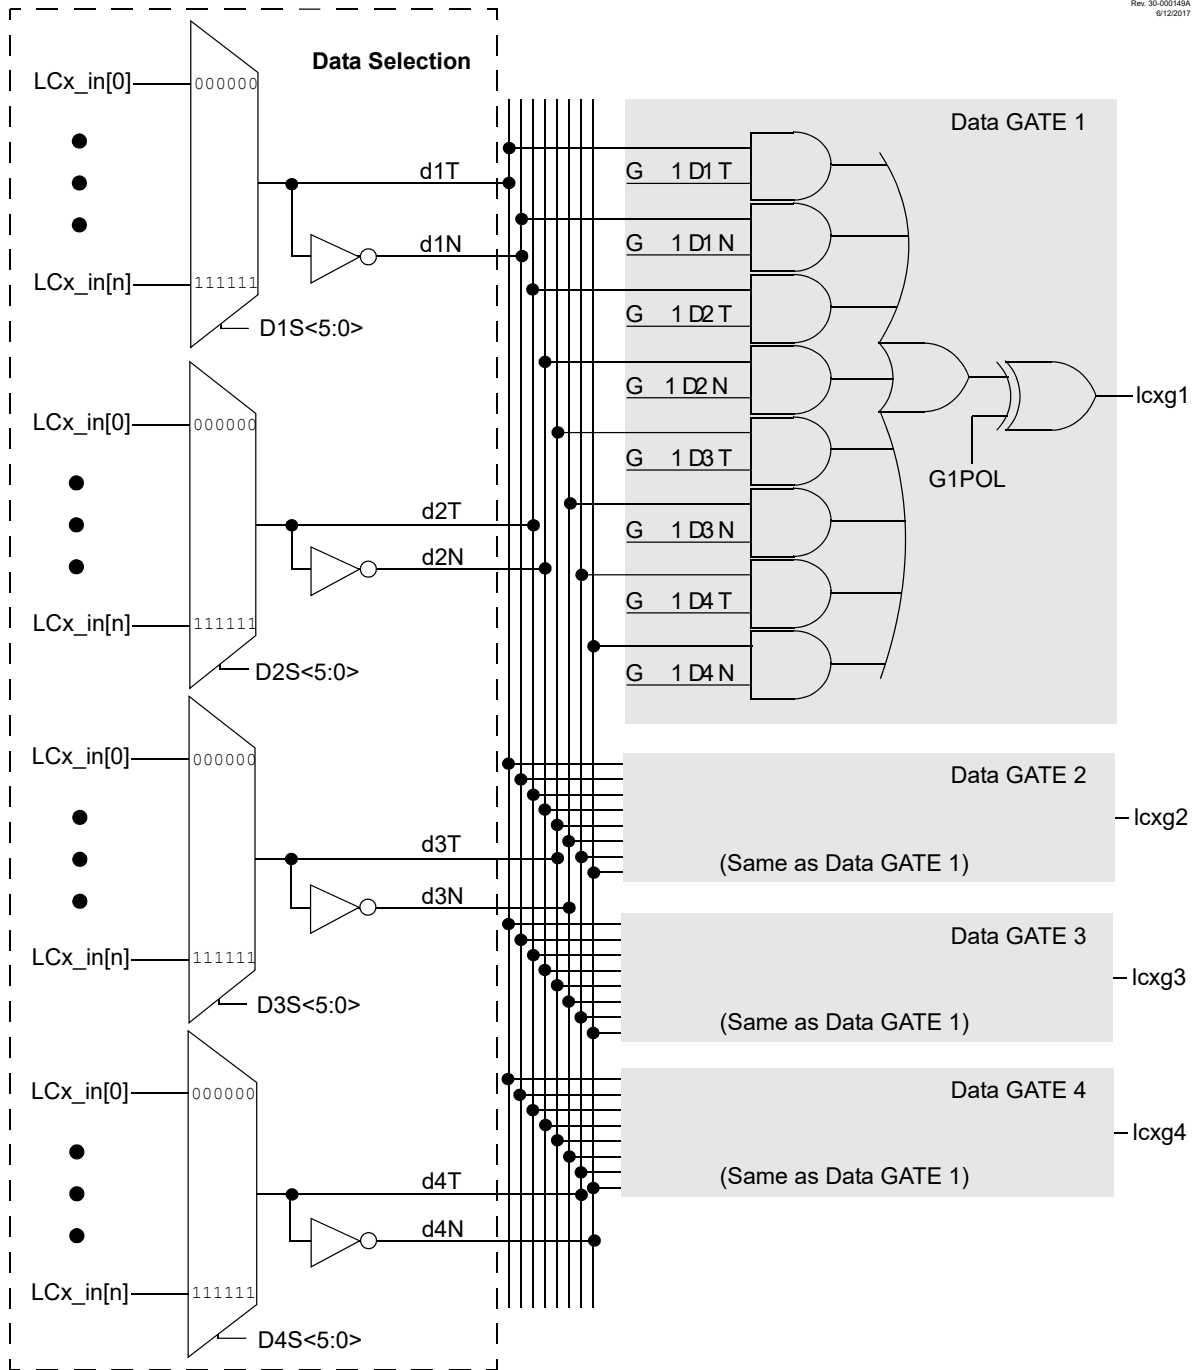 Rev. 30-000149A
6/12/2017
Data Selection
LCx_in[0]
000000
d1T
d1N
LCx_in[n]
111111
D1S<5:0>
LCx_in[0]
000000
d2T
d2N
LCx_in[n]
111111
D2S<5:0>
LCx_in[0]
000000
d3T
d3N
LCx_in[n]
111111
D3S<5:0>
LCx_in[0]
000000
d4T
d4N
LCx_in[n]
111111
D4S<5:0>
Data GATE 1
G 1 D1 T
G 1 D1 N
G 1 D2 T
G 1 D2 N
G 1 D3 T
G 1 D3 N
G 1 D4 T
G 1 D4 N
G1POL
lcxg1
Data GATE 2
(Same as Data GATE 1)
lcxg2
Data GATE 3
(Same as Data GATE 1)
lcxg3
Data GATE 4
(Same as Data GATE 1)
lcxg4